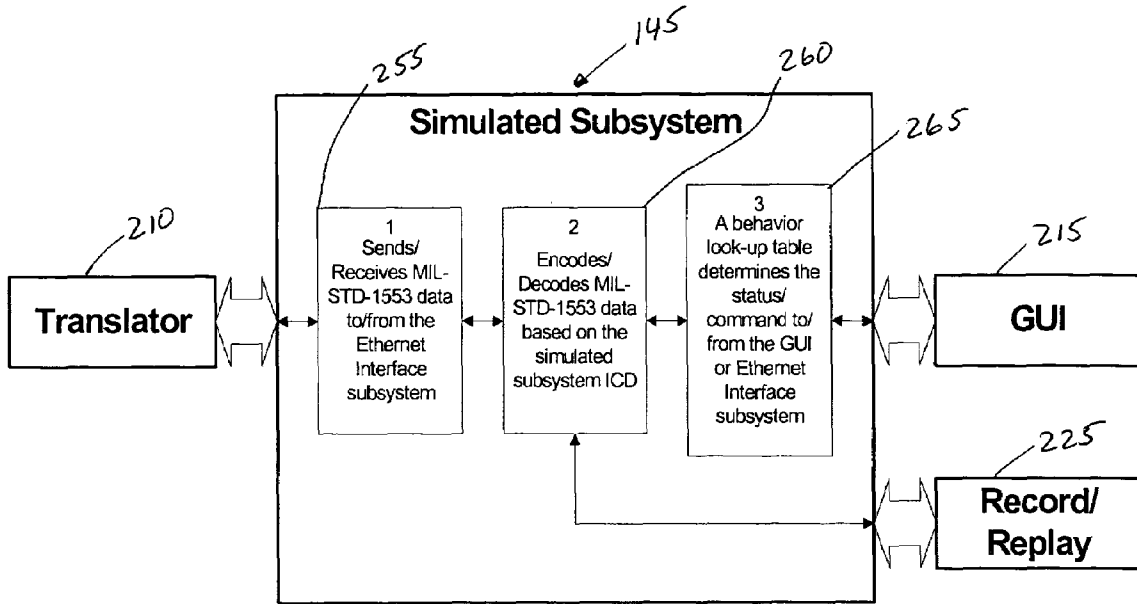 145
255
260
Simulated Subsystem
265
210
1
Sends/
Receives MIL-
STD-1553 data
to/from the
Ethernet
Interface
subsystem
2
Encodes/
Decodes MIL-
STD-1553 data
based on the
simulated
subsystem ICD
3
A behavior
look-up table
determines the
status/
command to/
from the GUI
or Ethernet
Interface
subsystem
215
Translator
GUI
225
Record/
Replay